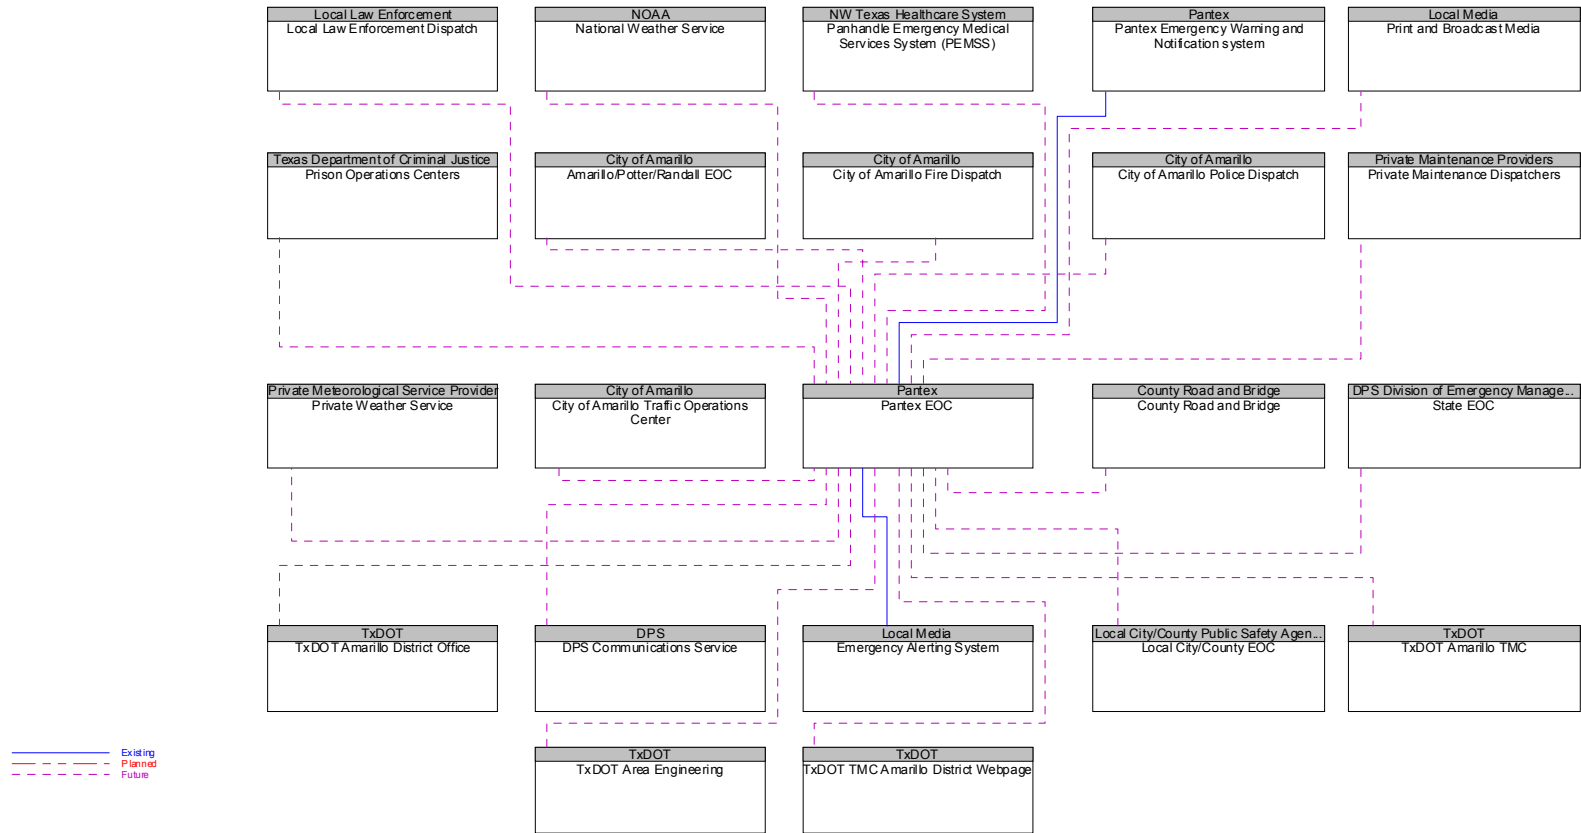 Local Law Enforcement
Local Law Enforcement Dispatch
NOAA
National Weather Service
NW Texas Healthcare System
Panhandle Emergency Medical
Services System (PEMSS)
Pantex
Pantex Emergency Warning and
Notification system
Local Media
Print and Broadcast Media
Texas Department of Criminal Justice
Prison Operations Centers
City of Amarillo
Amarillo/Potter/Randall EOC
City of Amarillo
City of Amarillo Fire Dispatch
City of Amarillo
City of Amarillo Police Dispatch
Private Maintenance Providers
Private Maintenance Dispatchers
Private Meteorological Service Provider
Private Weather Service
City of Amarillo
City of Amarillo Traffic Operations
Center
Pantex
Pantex EOC
County Road and Bridge
County Road and Bridge
DPS Division of Emergency Manage...
State EOC
TxDOT
TxDOT Amarillo District Office
DPS
DPS Communications Service
Local Media
Emergency Alerting System
Local City/County Public Safety Agen...
Local City/County EOC
TxDOT
TxDOT Amarillo TMC
TxDOT
TxDOT Area Engineering
TxDOT
TxDOT TMC Amarillo District Webpage
Existing
Planned
Future